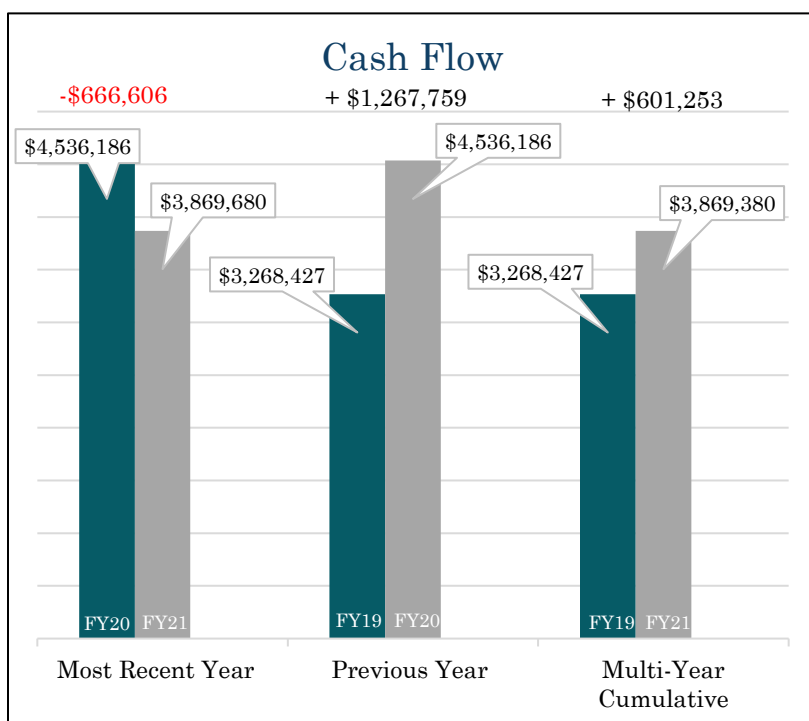 Cash Flow
-$666,606
+ $1,267,759
+ $601,253
$4,536,186
$3,869,680
$3,268,427
$4,536,186
$3,268,427
$3,869,380
FY20
FY21
FY19
FY20
FY19
FY21
Most Recent Year
Previous Year
Multi-Year
Cumulative